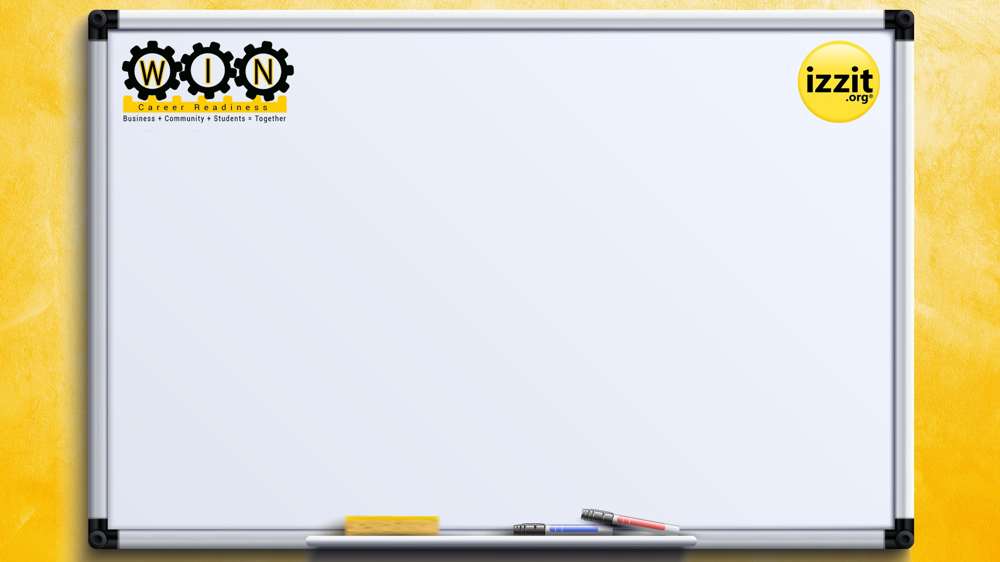 WIN
Career Readiness
Business + Community + Students = Together
izzit
.org®